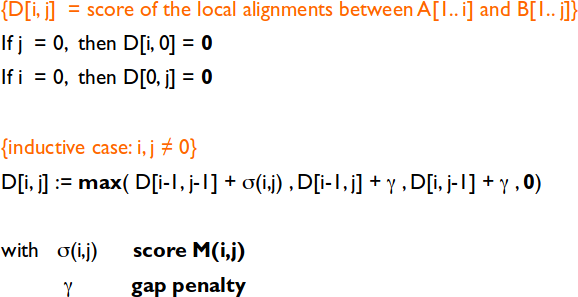 {D[i, j] = score of the local alignments between A[1.. i] and B[1.. j]}
If j = 0, then D[i, 0] = 0
If i = 0, then D[0, j] = 0
{inductive case: i, j ≠ 0}
D[i, j] := max( D[i-1, j-1] + σ(i,j) , D[i-1, j] + γ , D[i, j-1] + γ , 0)
with σ(i,j) score M(i,j)
γ gap penalty